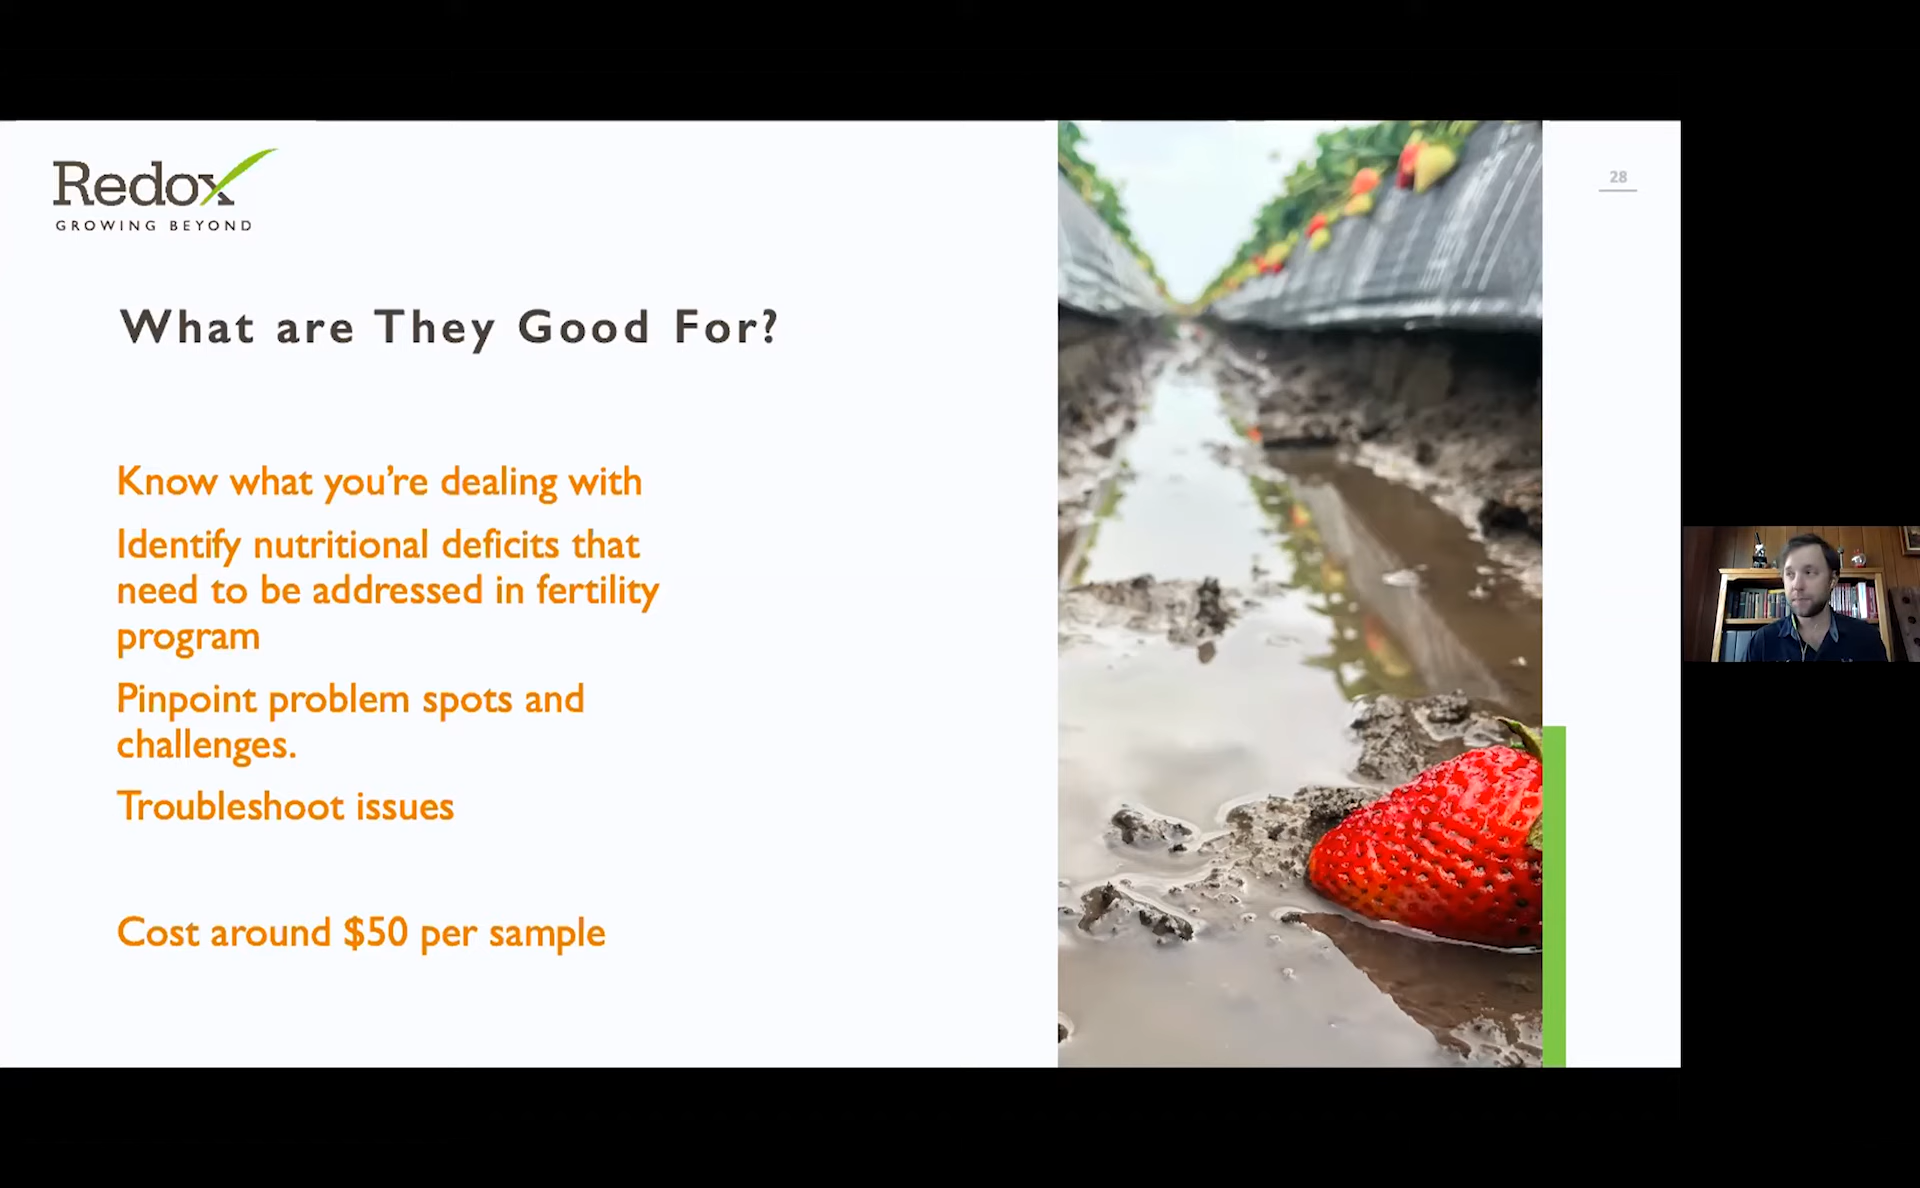 Redox
GROWING BEYOND
28
What are They Good For?
Know what you're dealing with
Identify nutritional deficits that
need to be addressed in fertility
program
Pinpoint problem spots and
challenges.
Troubleshoot issues
Cost around $50 per sample